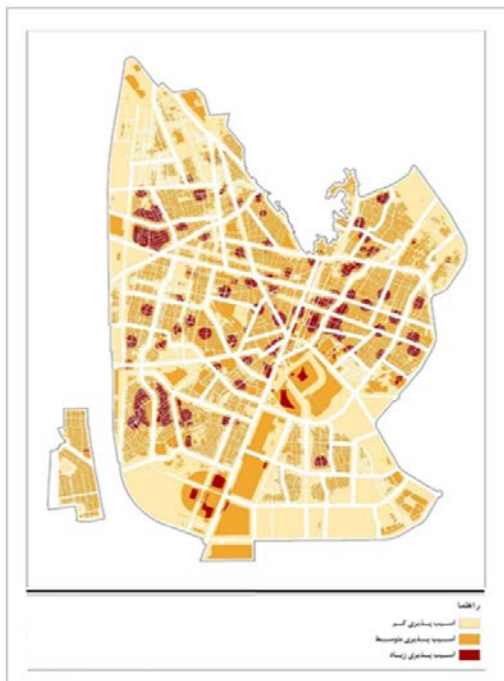 راهنما
آسیب پذیری کم
آسیب پذیری متوسط
آسیب پذیری زیاد